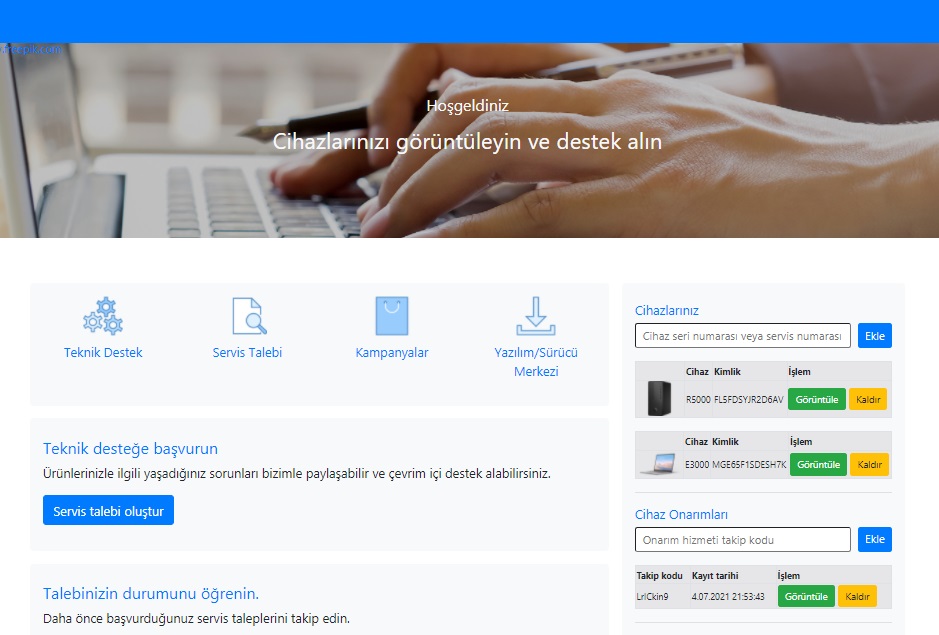 freepik.com
Hoşgeldiniz
Cihazlarınızı görüntüleyin ve destek alın
Teknik Destek
Servis Talebi
Kampanyalar
Yazılım/Sürücü
Merkezi
Teknik desteğe başvurun
Ürünlerinizle ilgili yaşadığınız sorunları bizimle paylaşabilir ve çevrim içi destek alabilirsiniz.
Servis talebi oluştur
Talebinizin durumunu öğrenin.
Daha önce başvurduğunuz servis taleplerini takip edin.
Cihazlarınız
Cihaz seri numarası veya servis numarası Ekle
Cihaz Kimlik İşlem
R5000 FL5FDSYJR2D6AV Görüntüle Kaldır
Cihaz Kimlik İşlem
E3000 MGE65F1SDESH7K Görüntüle Kaldır
Cihaz Onarımları
Onarım hizmeti takip kodu Ekle
Takip kodu Kayıt tarihi İşlem
LrlCkin9 4.07.2021 21:53:43 Görüntüle Kaldır